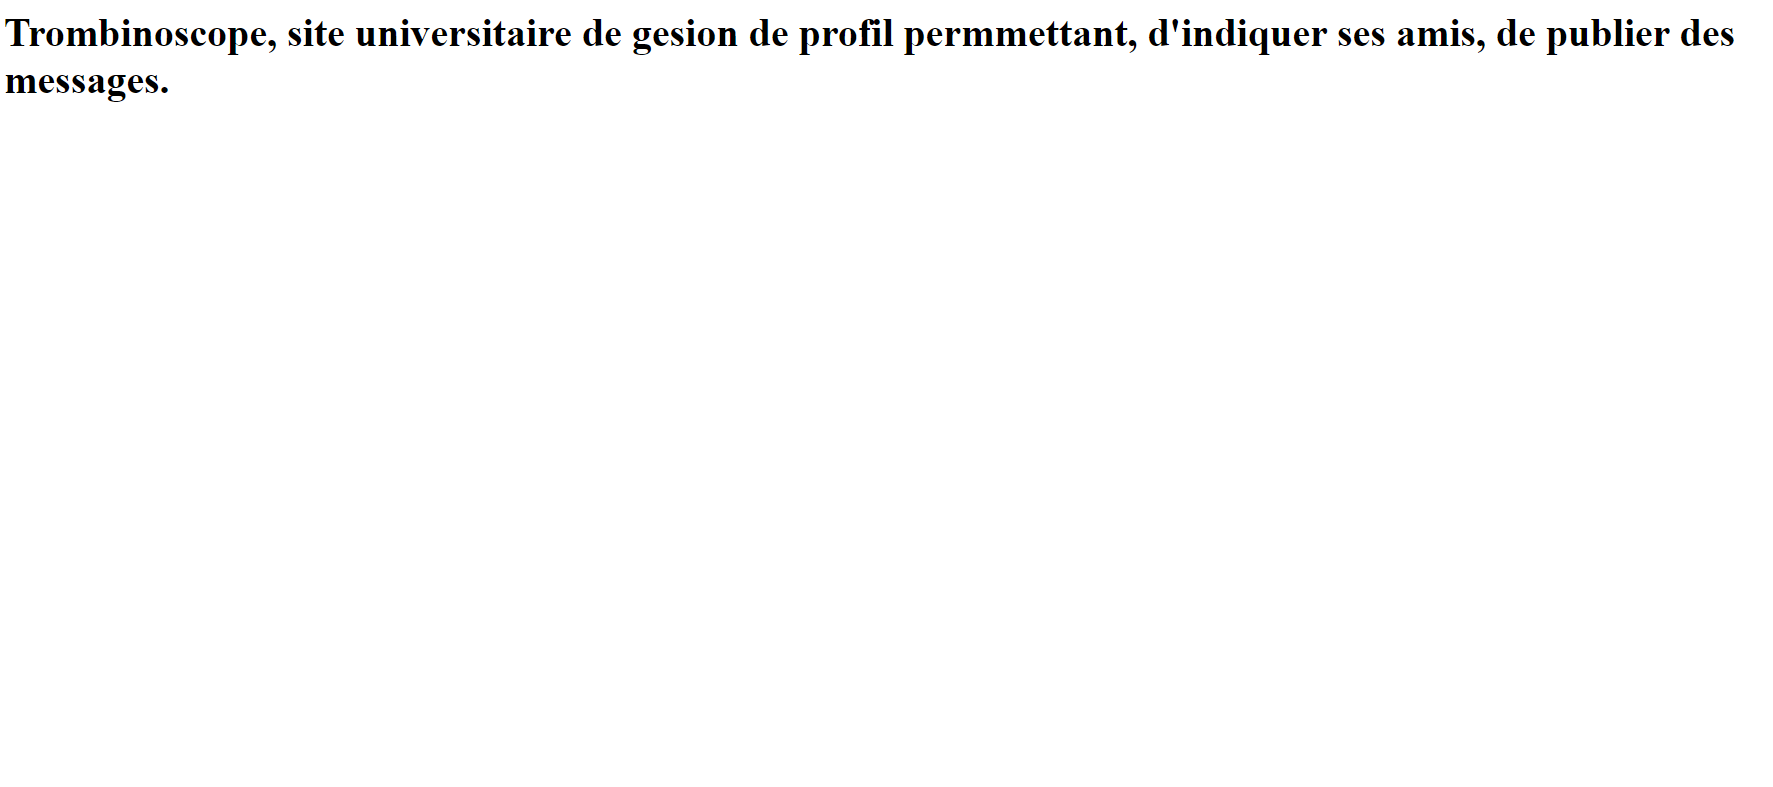 Trombinoscope, site universitaire de gesion de profil permmettant, d'indiquer ses amis, de publier des
messages.